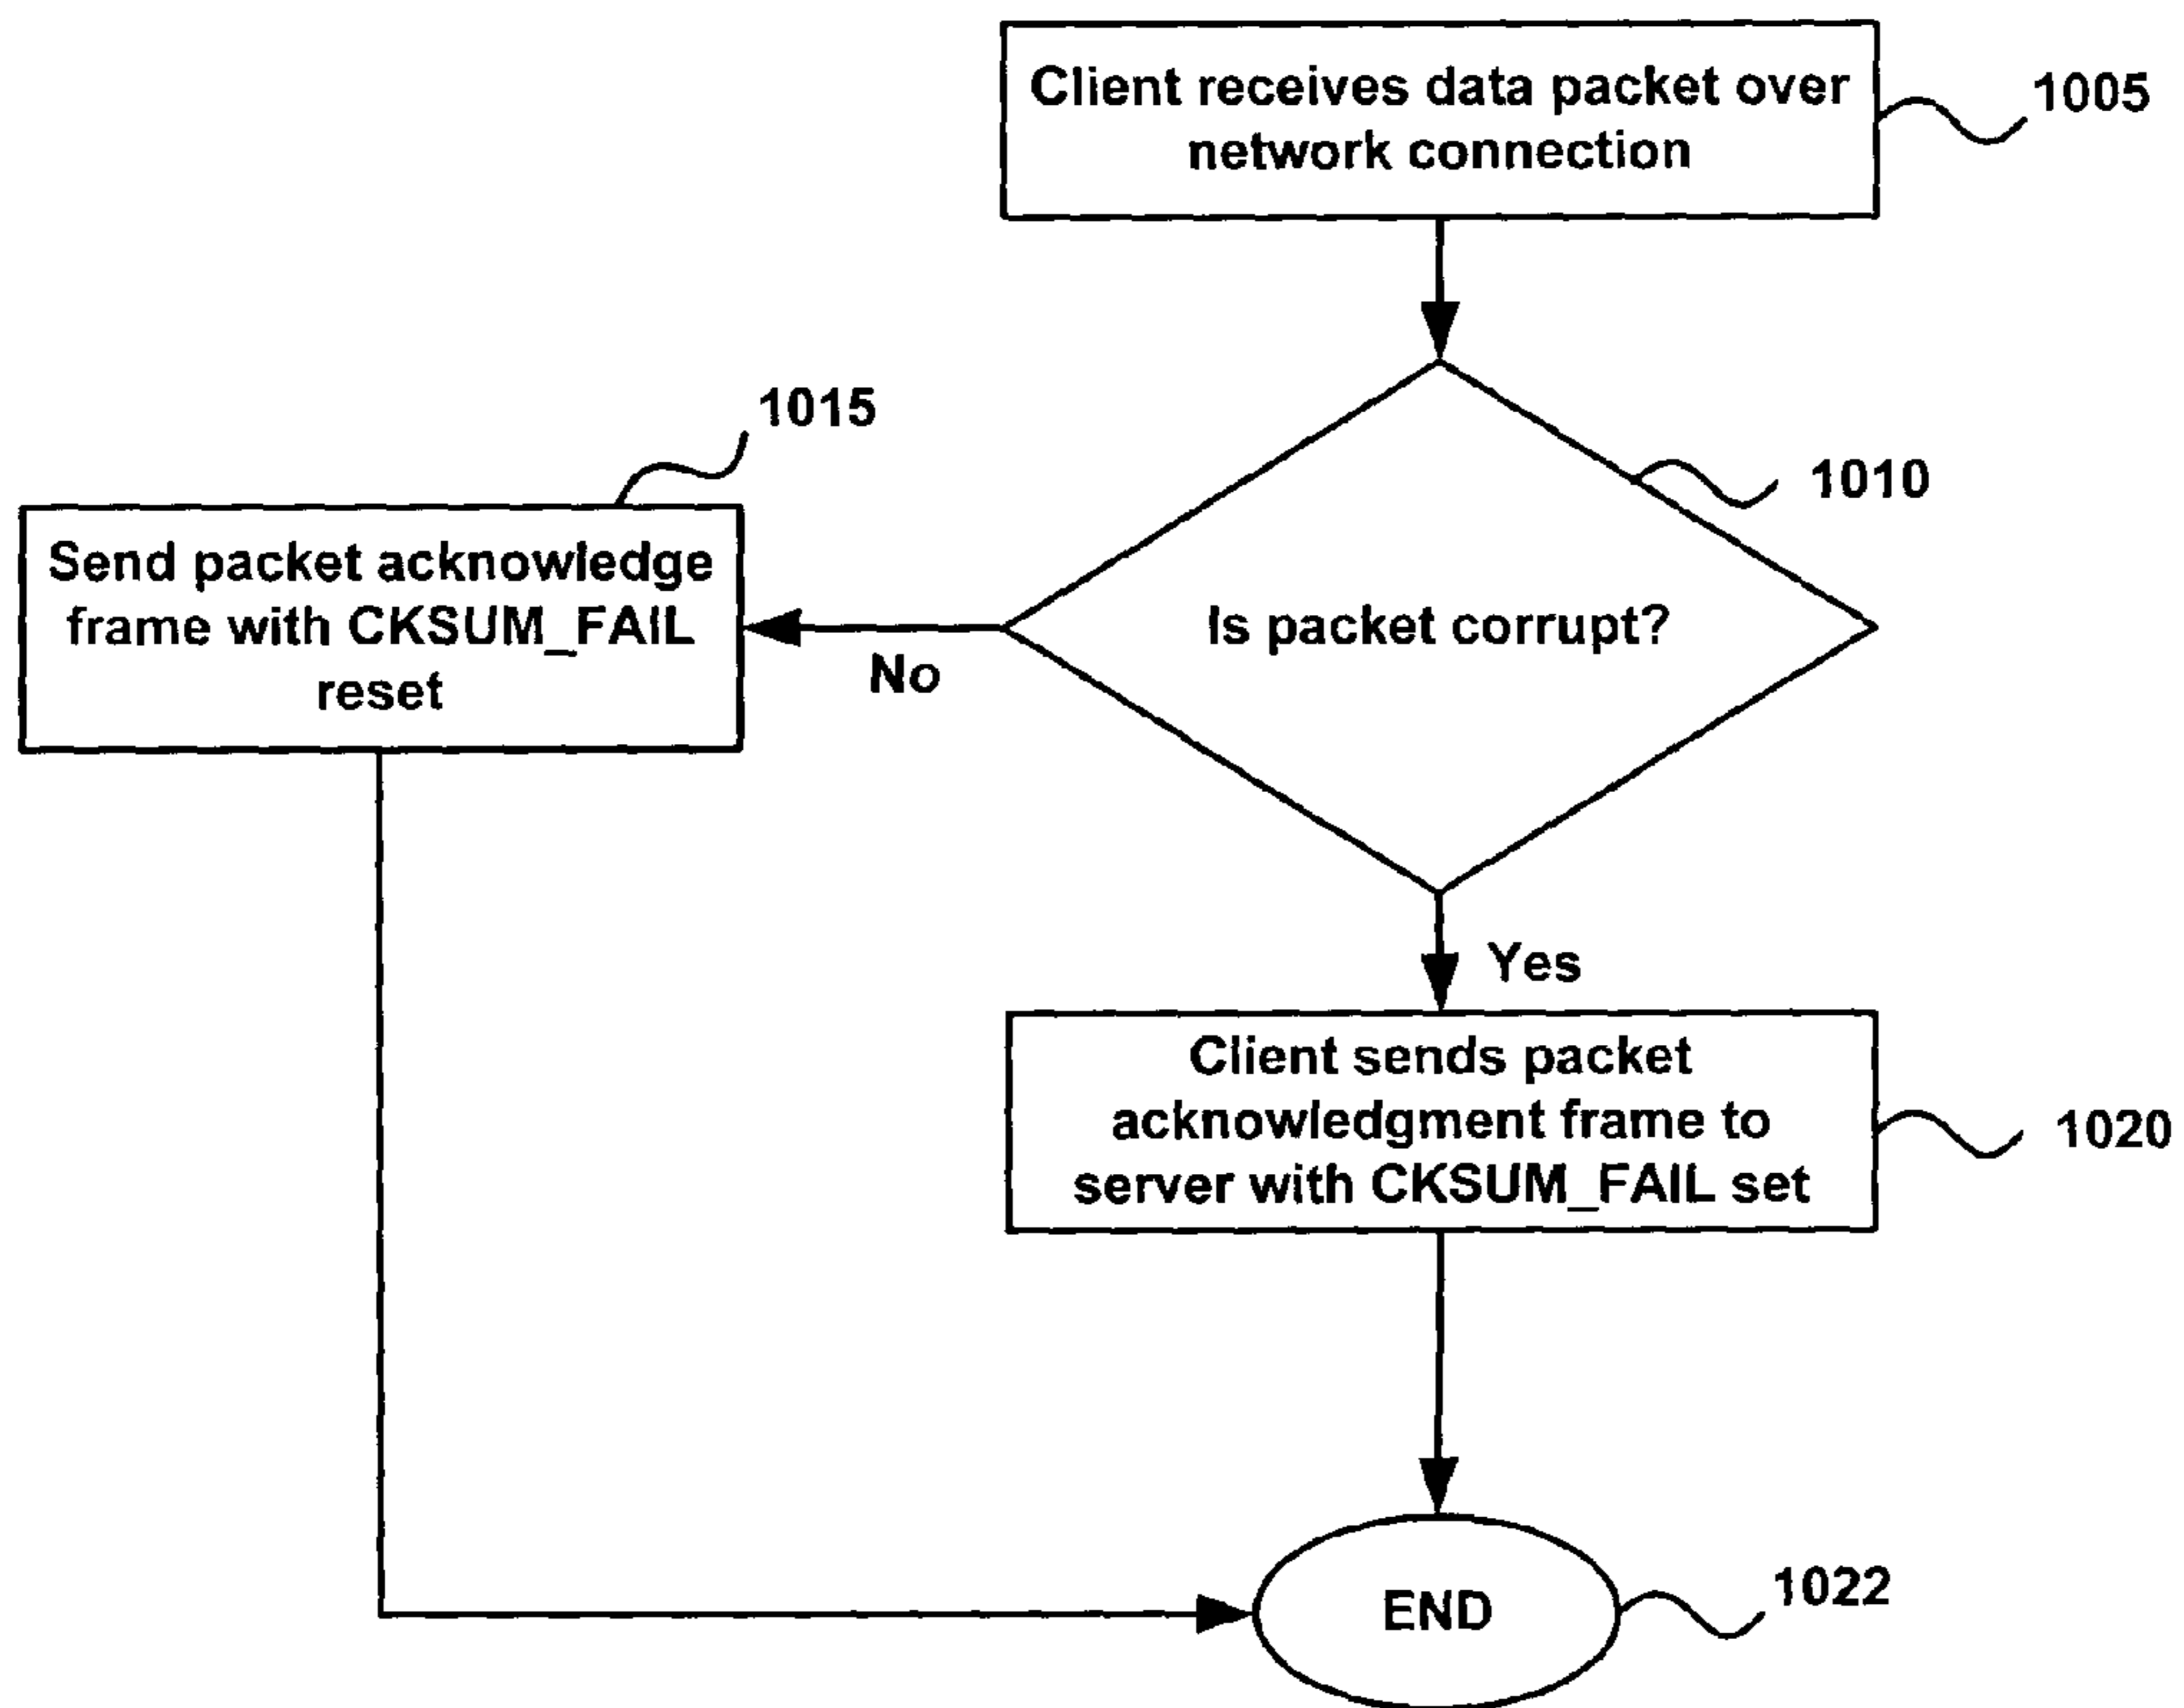 Client receives data packet over
network connection
1005
1015
1010
Send packet acknowledge
frame with CKSUM_FAIL
reset
Is packet corrupt?
No
Yes
Client sends packet
acknowledgment frame to
server with CKSUM_FAIL set
1020
END
1022